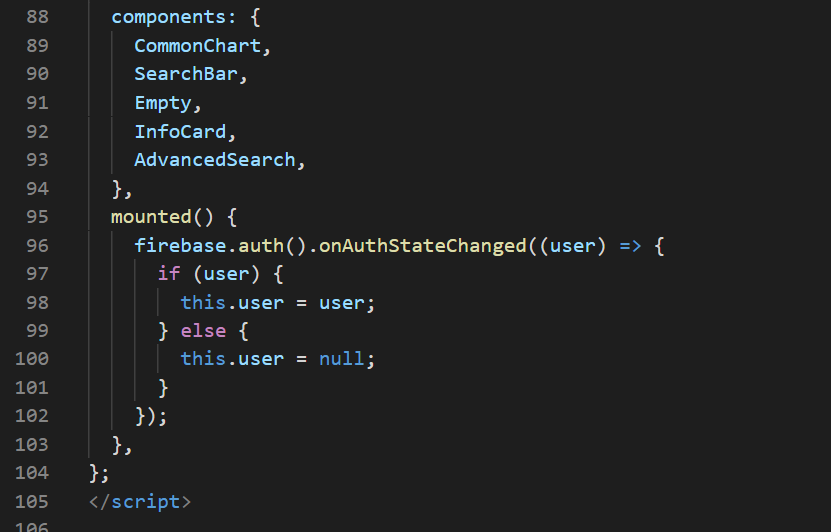 88 components: {
89 CommonChart,
90 SearchBar,
91 Empty,
92 InfoCard,
93 AdvancedSearch,
94 },
95 mounted() {
96 firebase.auth().onAuthStateChanged((user) => {
97 if (user) {
98 this.user = user;
99 } else {
100 this.user = null;
101 }
102 });
103 },
104 };
105 </script>
106